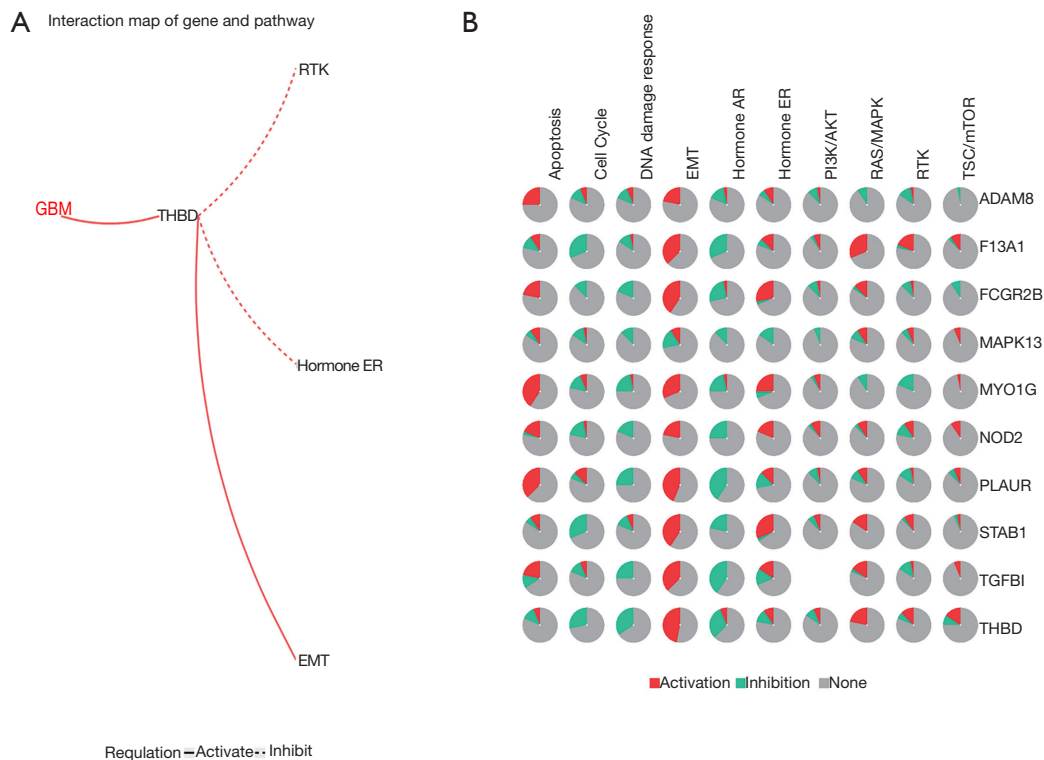 A
Interaction map of gene and pathway
RTK
GBM
THBD
Hormone ER
EMT
Requlation Activate Inhibit
B
Apoptosis
Cell Cycle
DNA damage response
EMT
Hormone AR
Hormone ER
PI3K/AKT
RAS/MAPK
RTK
TSC/mTOR
ADAM8
F13A1
FCGR2B
MAPK13
MYO1G
NOD2
PLAUR
STAB1
TGFBI
THBD
Activation Inhibition None